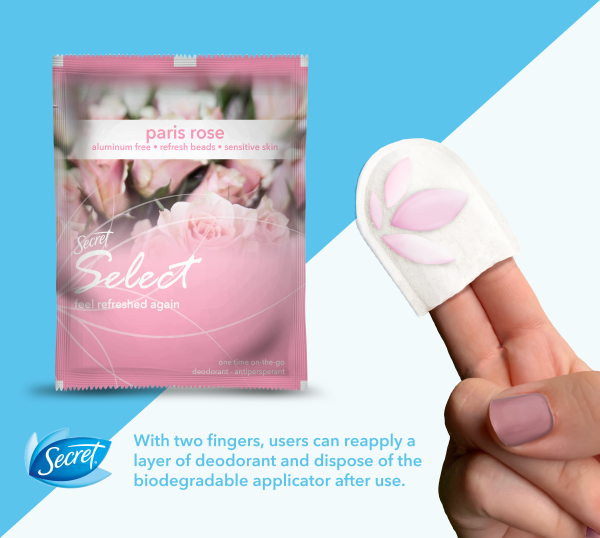 paris rose
aluminum free • refresh beads • sensitive skin
Secret
Select
feel refreshed again
one time on-the-go
deodorant - antiperspirant
Secret®
With two fingers, users can reapply a
layer of deodorant and dispose of the
biodegradable applicator after use.